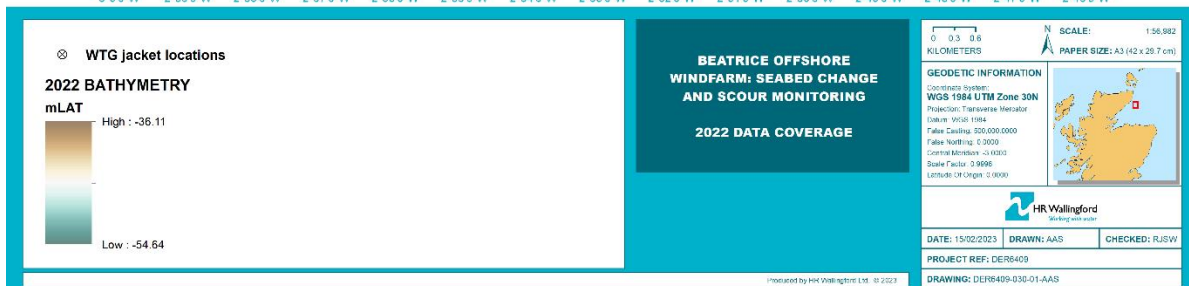 WTG jacket locations
2022 BATHYMETRY
mLAT
High : -36.11
Low : -54.64
BEATRICE OFFSHORE
WINDFARM: SEABED CHANGE
AND SCOUR MONITORING
2022 DATA COVERAGE
Produced by HR Wallingford Ltd. © 2023
0 0.3 0.6
KILOMETERS
N
SCALE: 1:56,982
PAPER SIZE: A3 (42 x 29.7 cm)
GEODETIC INFORMATION
Coordinate System:
WGS 1984 UTM Zone 30N
Projection: Transverse Mercator
Datum: WGS 1984
False Easting: 500,000.0000
False Northing: 0.0000
Central Meridian: -3.0000
Scale Factor: 0.9996
Latitude Of Origin: 0.0000
HR Wallingford
Working with water
DATE: 15/02/2023 DRAWN: AAS CHECKED: RJSW
PROJECT REF: DER6409
DRAWING: DER6409-030-01-AAS